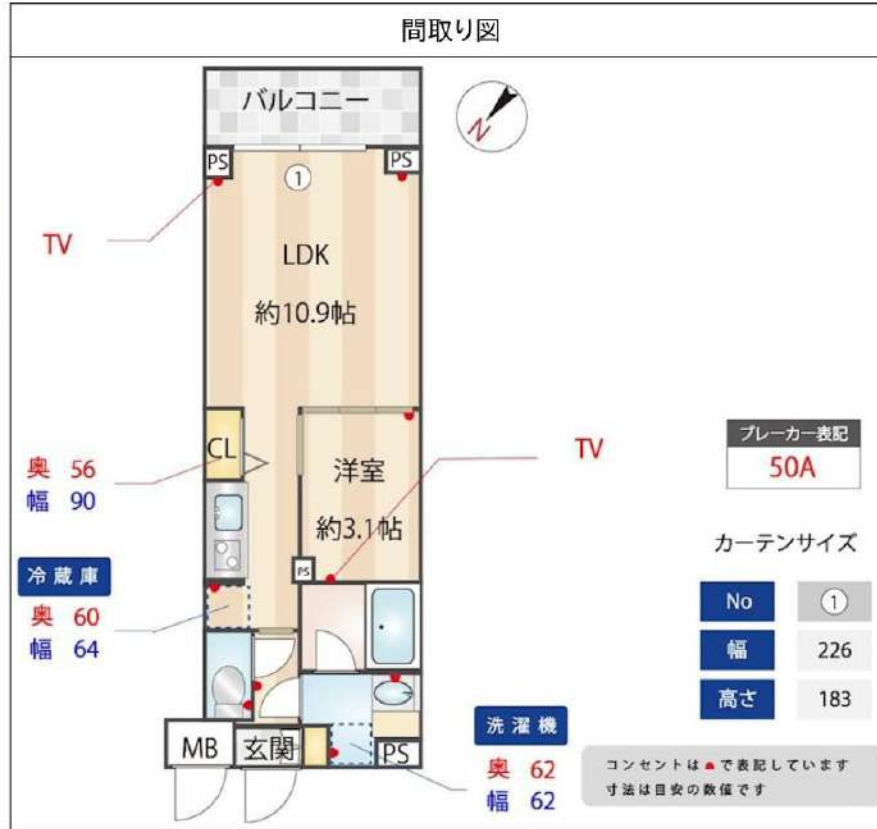 間取り図
バルコニー
N
PS
①
PS
TV
LDK
約10.9帖
CL
奥 56
幅 90
洋室
約3.1帖
TV
ブレーカー表記
50A
PS
冷蔵庫
奥 60
幅 64
カーテンサイズ
No ①
幅 226
高さ 183
MB
玄関
PS
洗濯機
奥 62
幅 62
コンセントは で表記しています
寸法は目安の数値です